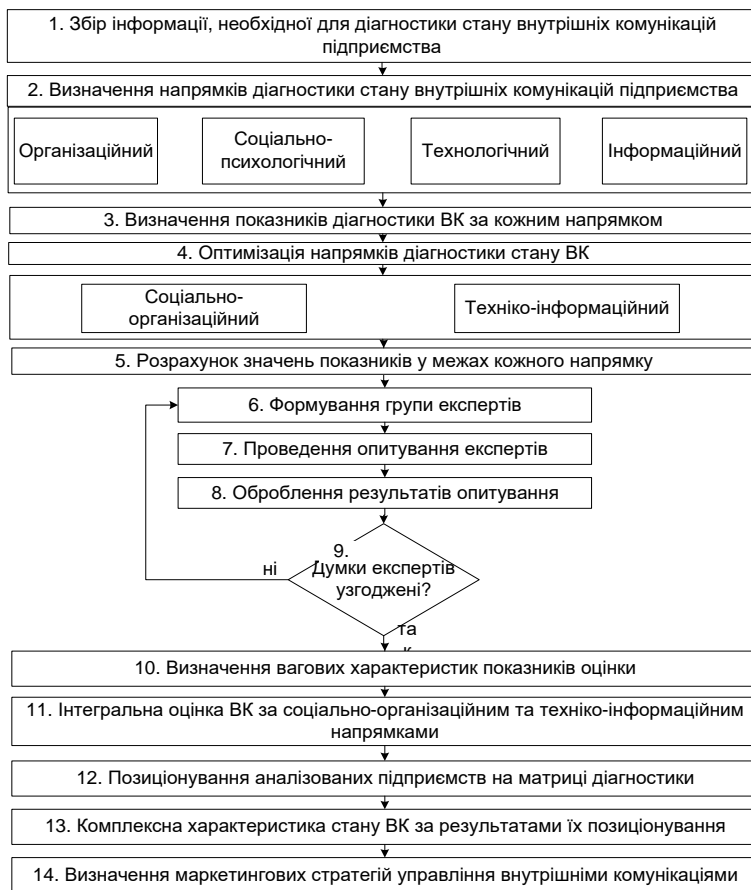 1. Збір інформації, необхідної для діагностики стану внутрішніх комунікацій
підприємства
2. Визначення напрямків діагностики стану внутрішніх комунікацій підприємства
Організаційний
Соціально-
психологічний
Технологічний
Інформаційний
3. Визначення показників діагностики ВК за кожним напрямком
4. Оптимізація напрямків діагностики стану ВК
Соціально-
організаційний
Техніко-інформаційний
5. Розрахунок значень показників у межах кожного напрямку
6. Формування групи експертів
7. Проведення опитування експертів
8. Оброблення результатів опитування
9.
Думки експертів
узгоджені?
ні
та
к
10. Визначення вагових характеристик показників оцінки
11. Інтегральна оцінка ВК за соціально-організаційним та техніко-інформаційним
напрямками
12. Позиціонування аналізованих підприємств на матриці діагностики
13. Комплексна характеристика стану ВК за результатами їх позиціонування
14. Визначення маркетингових стратегій управління внутрішніми комунікаціями